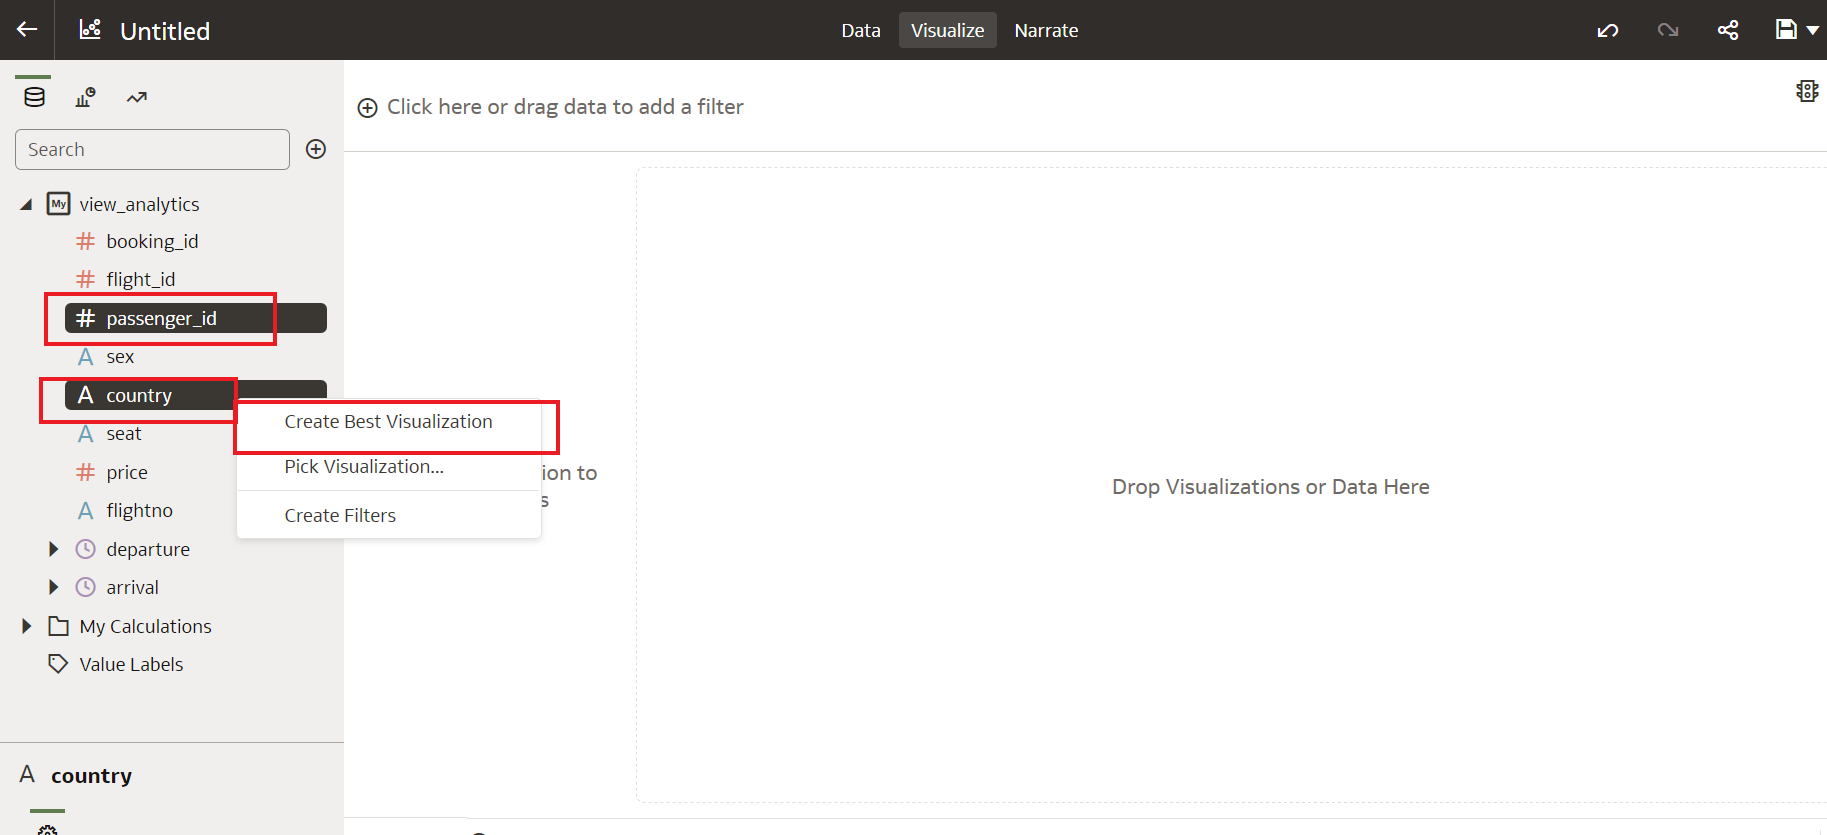 Untitled
Data Visualize Narrate
Click here or drag data to add a filter
Search
My view_analytics
booking_id
flight_id
passenger_id
sex
A country
Create Best Visualization
A seat
Pick Visualization...
ion to
s
Drop Visualizations or Data Here
price
A flightno
Create Filters
departure
arrival
My Calculations
Value Labels
A country